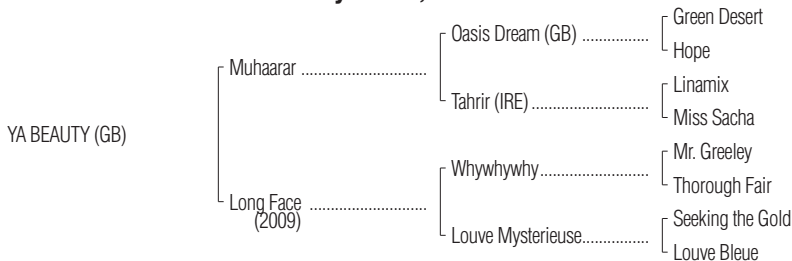 Green Desert
Oasis Dream (GB) ................
Hope
Muhaarar ..............................
Linamix
Tahrir (IRE) ............................
Miss Sacha
YA BEAUTY (GB)
Mr. Greeley
Whywhywhy..........................
Thorough Fair
Long Face ............................
(2009)
Seeking the Gold
Louve Mysterieuse................
Louve Bleue